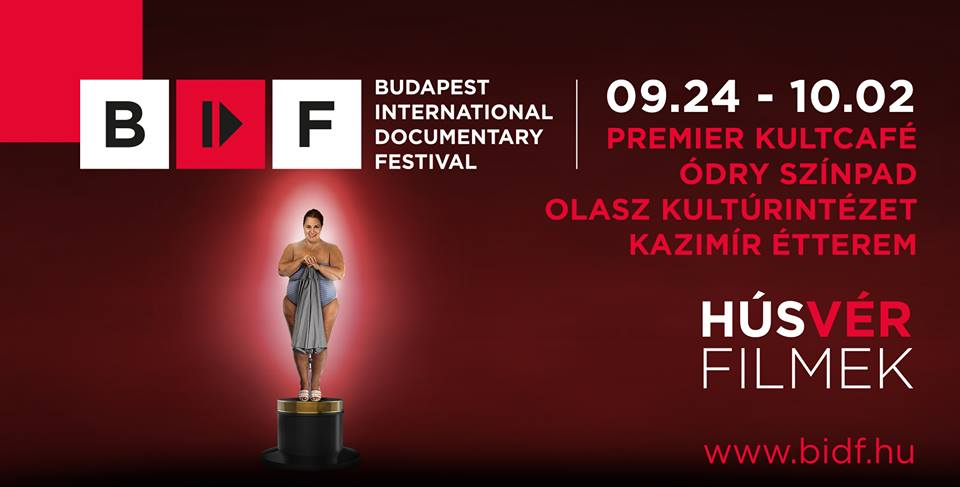 BIF
BUDAPEST
INTERNATIONAL
DOCUMENTARY
FESTIVAL
09.24 - 10.02
PREMIER KULTCAFÉ
ÓDRY SZÍNPAD
OLASZ KULTÚRINTÉZET
KAZIMÍR ÉTTEREM
HÚSVÉR
FILMEK
www.bidf.hu